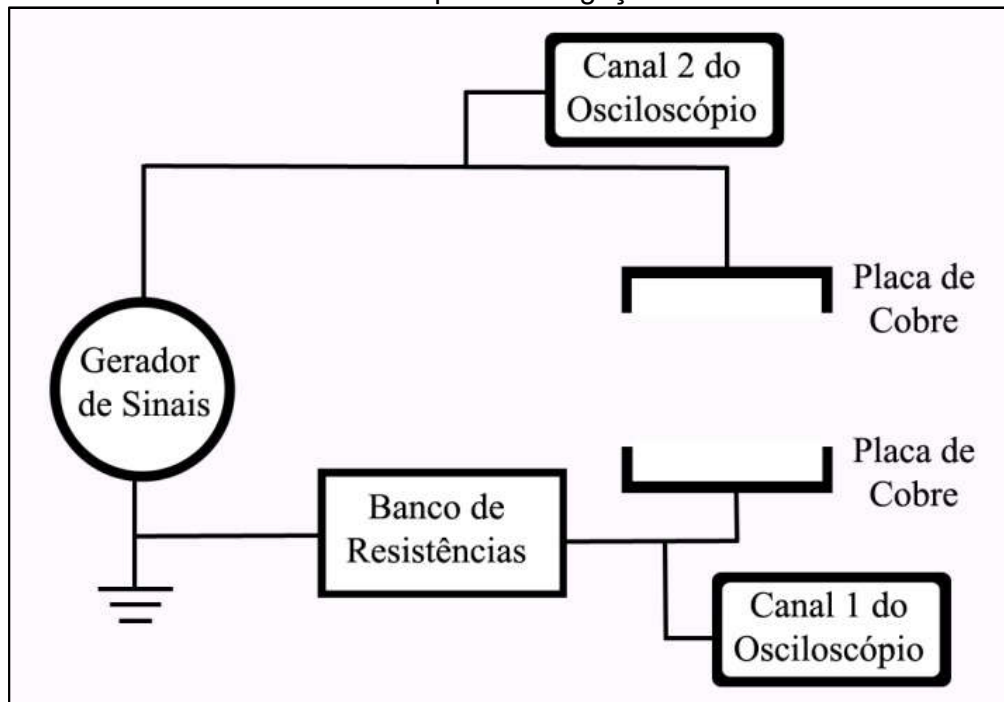 Canal 2 do
Osciloscópio
Placa de
Cobre
Gerador
de Sinais
Placa de
Cobre
Banco de
Resistências
Canal 1 do
Osciloscópio